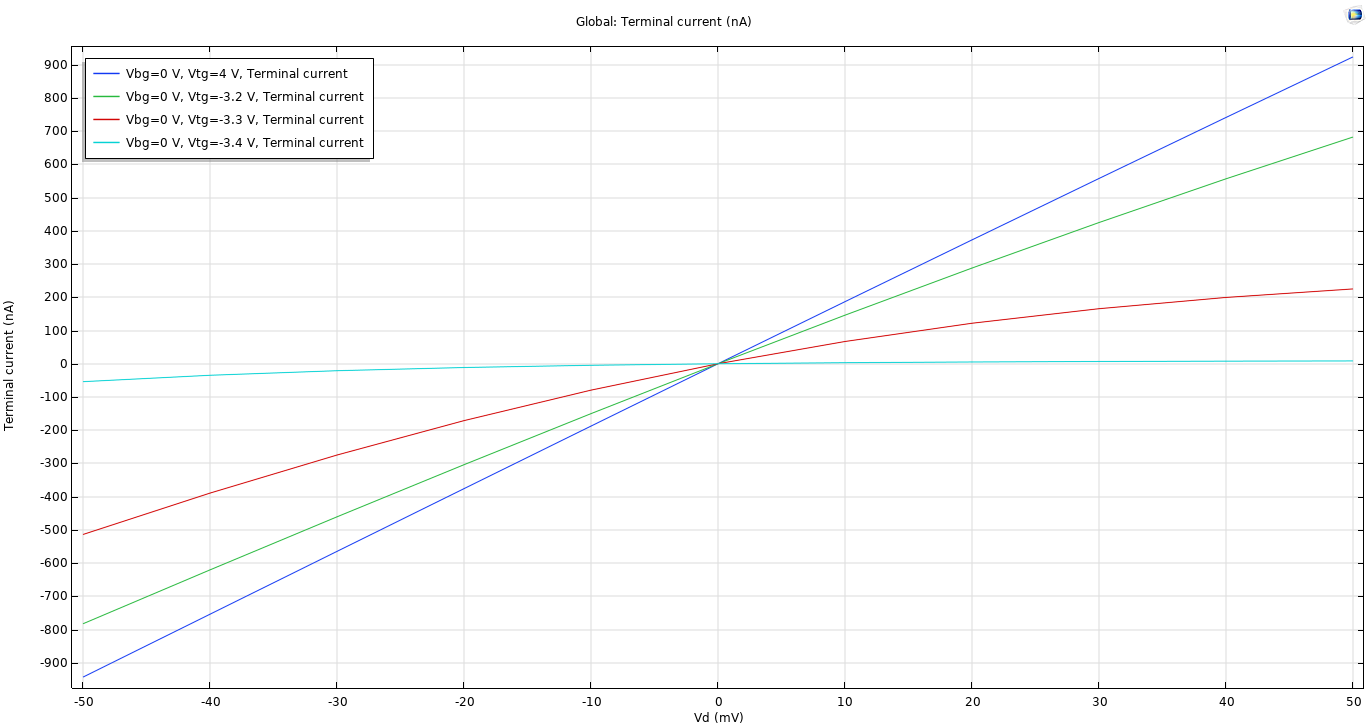 Global: Terminal current (nA)
Vbg=0 V, Vtg=4 V, Terminal current
Vbg=0 V, Vtg=-3.2 V, Terminal current
Vbg=0 V, Vtg=-3.3 V, Terminal current
Vbg=0 V, Vtg=-3.4 V, Terminal current
900
800
700
600
500
400
300
200
100
0
-100
-200
-300
-400
-500
-600
-700
-800
-900
Terminal current (nA)
-50 -40 -30 -20 -10 0 10 20 30 40 50
Vd (mV)